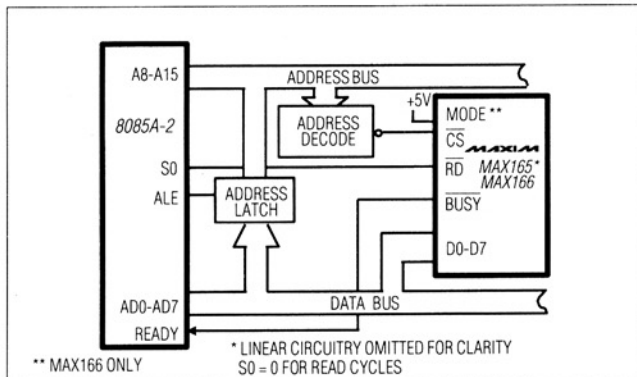 A8-A15
ADDRESS BUS
8085A-2
ADDRESS
DECODE
+5V
MODE **
CS
MAXIM
RD
MAX165*
MAX166
S0
ALE
ADDRESS
LATCH
BUSY
D0-D7
AD0-AD7
DATA BUS
READY
** MAX166 ONLY
* LINEAR CIRCUITRY OMITTED FOR CLARITY
S0 = 0 FOR READ CYCLES